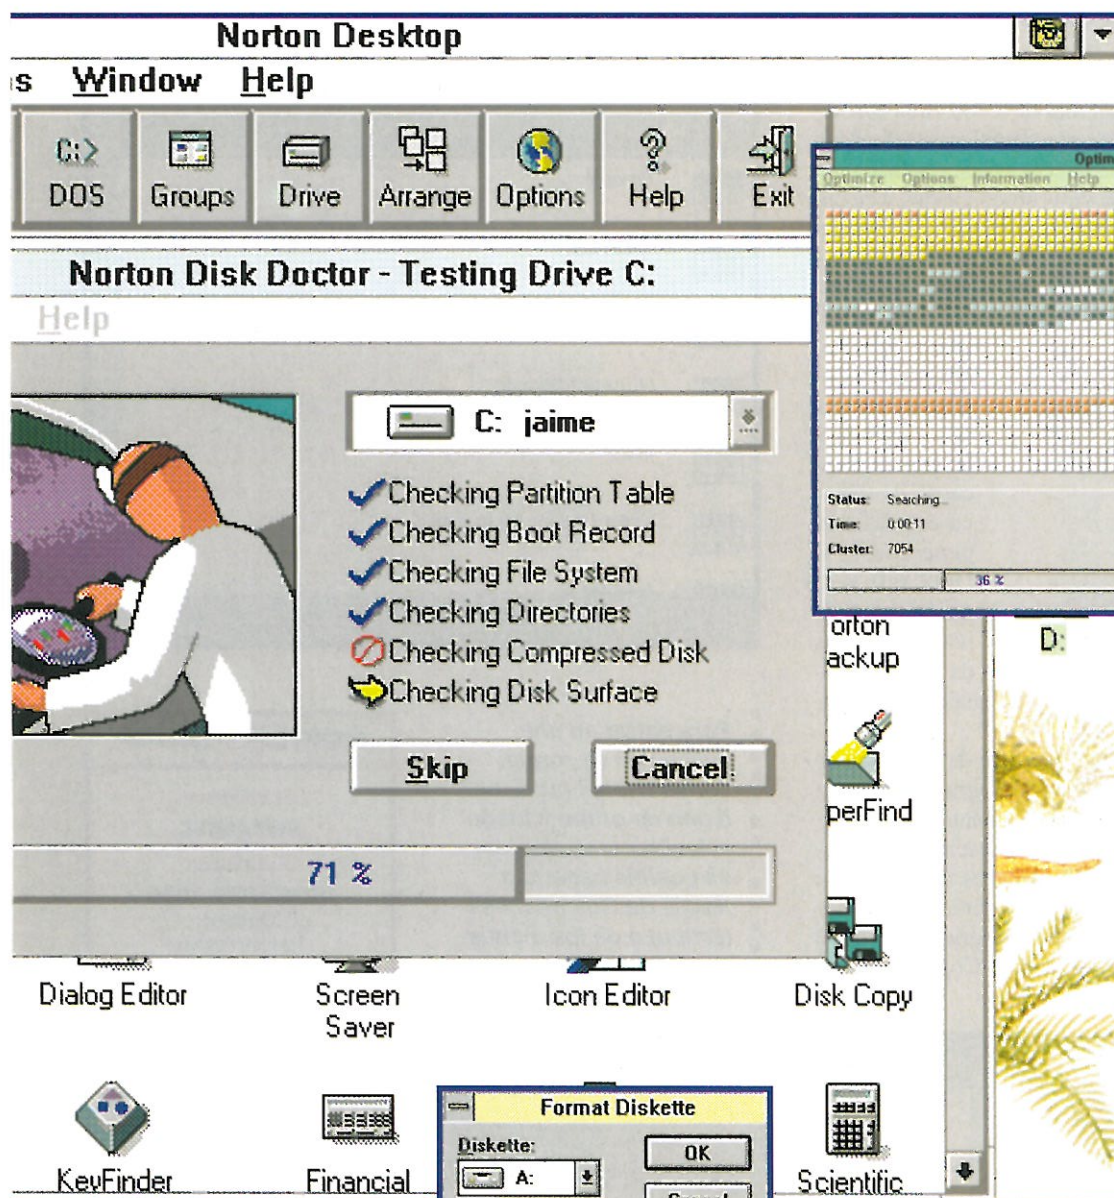 Norton Desktop
s Window Help
C:\>
DOS Groups Drive Arrange Options Help Exit
Optim
Optimize Options Information Help
Norton Disk Doctor - Testing Drive C:
Help
C: jaime
Checking Partition Table
Checking Boot Record
Checking File System
Checking Directories
Checking Compressed Disk
Checking Disk Surface
Skip Cancel
71 %
Status: Searching...
Time: 0:00:11
Cluster: 7054
36 %
orton
ackup
D:
perFind
Dialog Editor
Screen
Saver
Icon Editor
Disk Copy
KeyFinder
Financial
Format Diskette
Diskette:
A:
OK
Cancel
Scientific